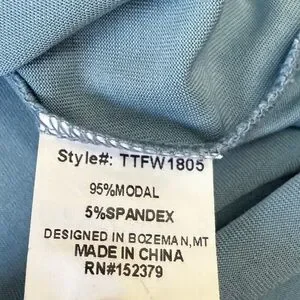 Style#: TTFW1805
95%MODAL
5%SPANDEX
DESIGNED IN BOZEMAN,MT
MADE IN CHINA
RN#152379